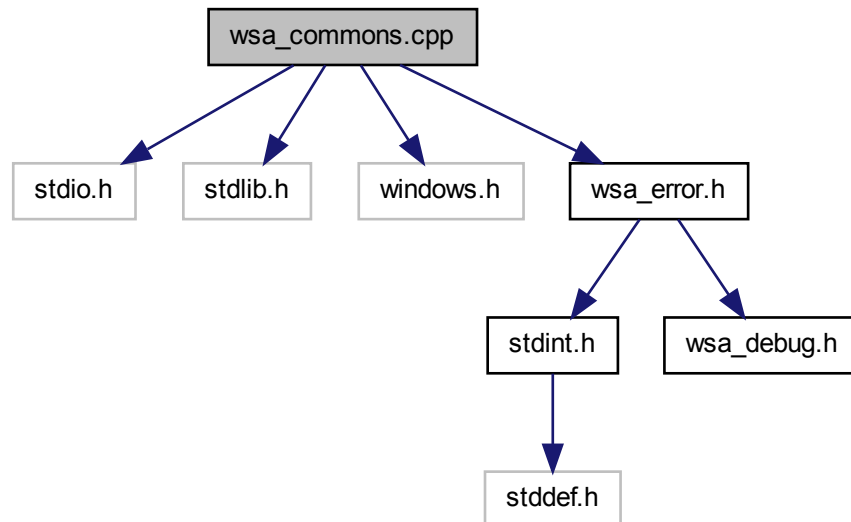 wsa_commons.cpp
stdio.h
stdlib.h
windows.h
wsa_error.h
stdint.h
wsa_debug.h
stddef.h